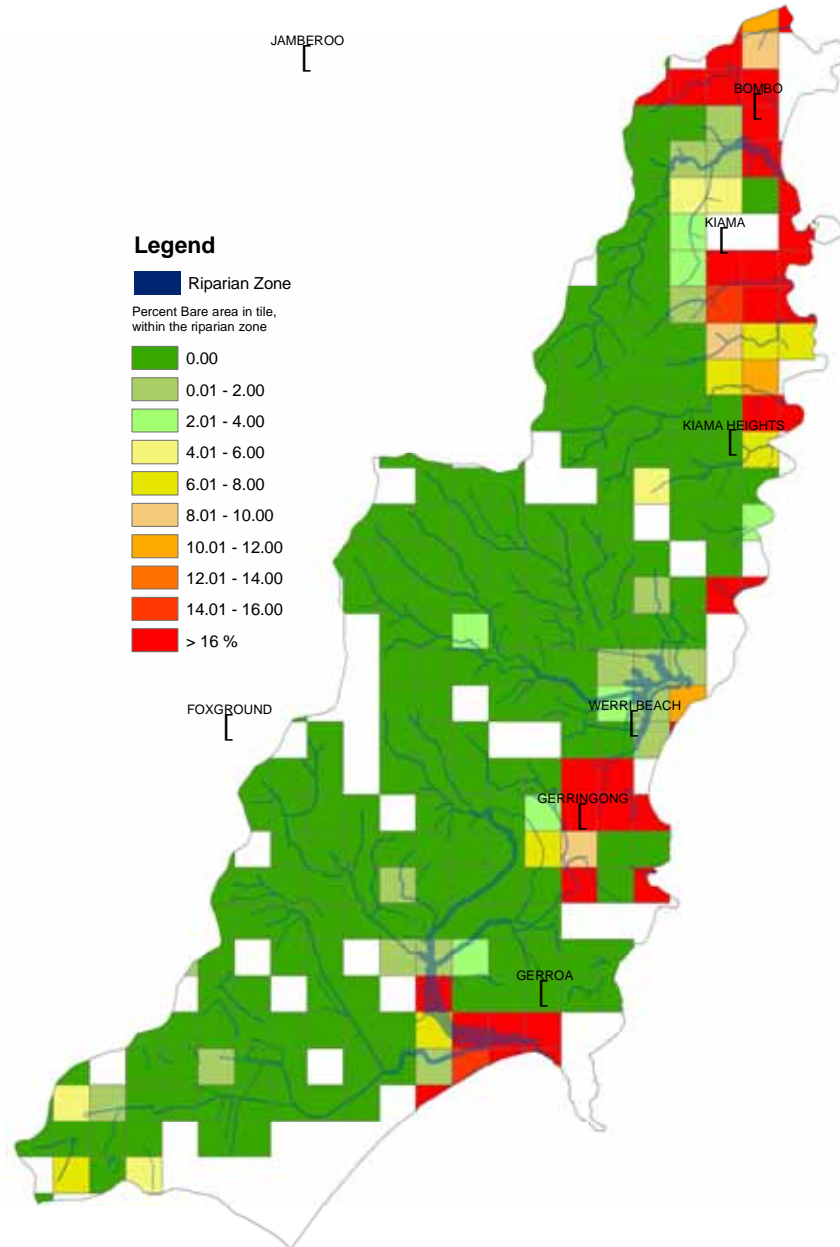 JAMBEROO
BOMBO
KIAMA
Legend
Riparian Zone
Percent Bare area in tile,
within the riparian zone
0.00
0.01 - 2.00
2.01 - 4.00
4.01 - 6.00
6.01 - 8.00
8.01 - 10.00
10.01 - 12.00
12.01 - 14.00
14.01 - 16.00
> 16 %
KIAMA HEIGHTS
FOXGROUND
WERRI BEACH
GERRINGONG
GERROA